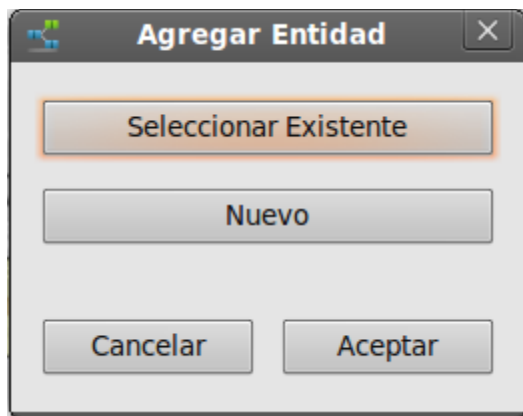 Agregar Entidad
Seleccionar Existente
Nuevo
Cancelar Aceptar